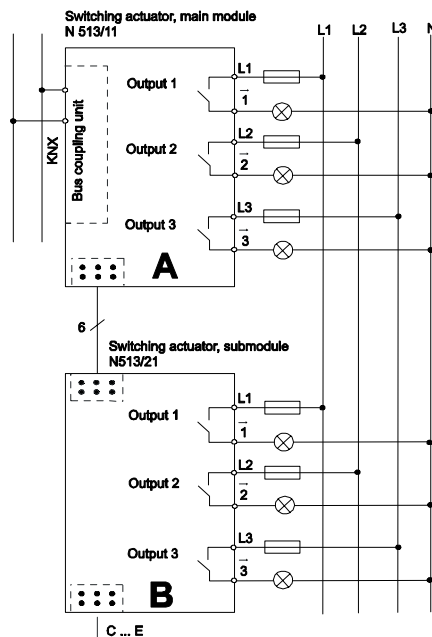 Switching actuator, main module
N 513/11
L1 L2 L3 N
Output 1
L1
1
Output 2
L2
2
Output 3
L3
3
KNX
Bus coupling unit
A
6
Switching actuator, submodule
N513/21
Output 1
L1
1
Output 2
L2
2
Output 3
L3
3
B
C ... E